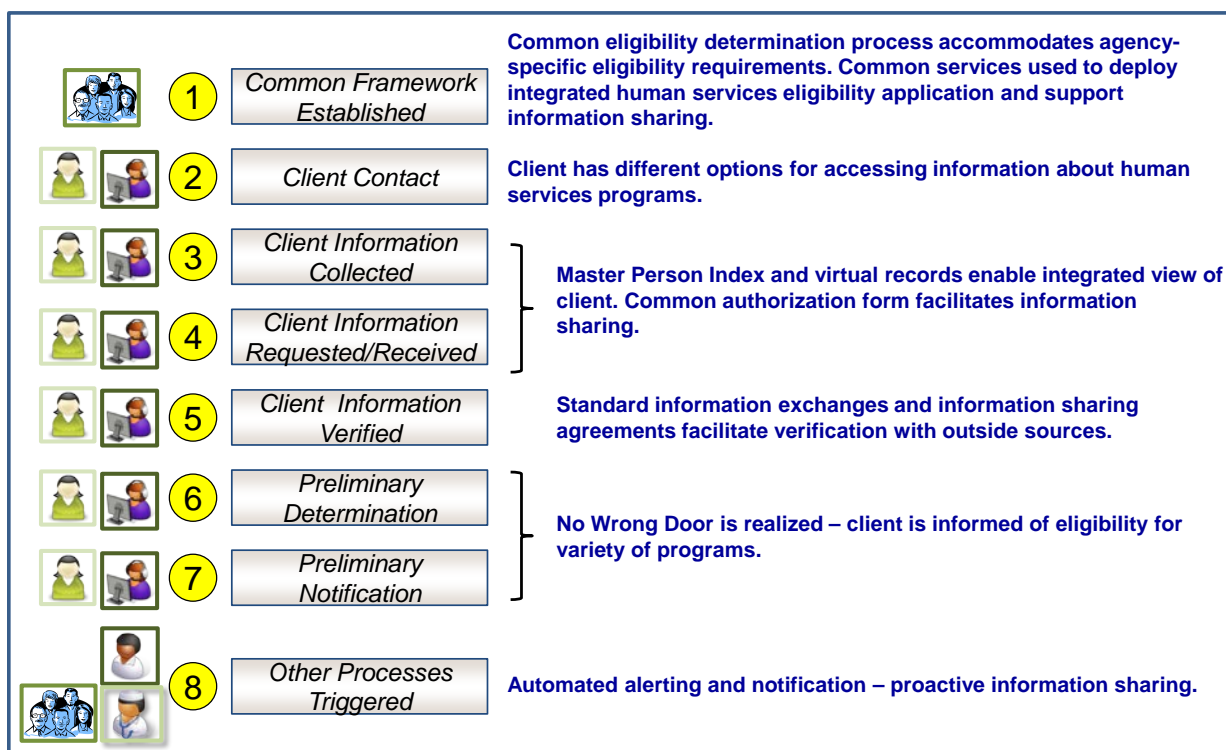 Common eligibility determination process accommodates agency-
specific eligibility requirements. Common services used to deploy
integrated human services eligibility application and support
information sharing.
1
Common Framework
Established
2
Client Contact
Client has different options for accessing information about human
services programs.
3
Client Information
Collected
Master Person Index and virtual records enable integrated view of
client. Common authorization form facilitates information
sharing.
4
Client Information
Requested/Received
5
Client Information
Verified
Standard information exchanges and information sharing
agreements facilitate verification with outside sources.
6
Preliminary
Determination
No Wrong Door is realized – client is informed of eligibility for
variety of programs.
7
Preliminary
Notification
8
Other Processes
Triggered
Automated alerting and notification – proactive information sharing.